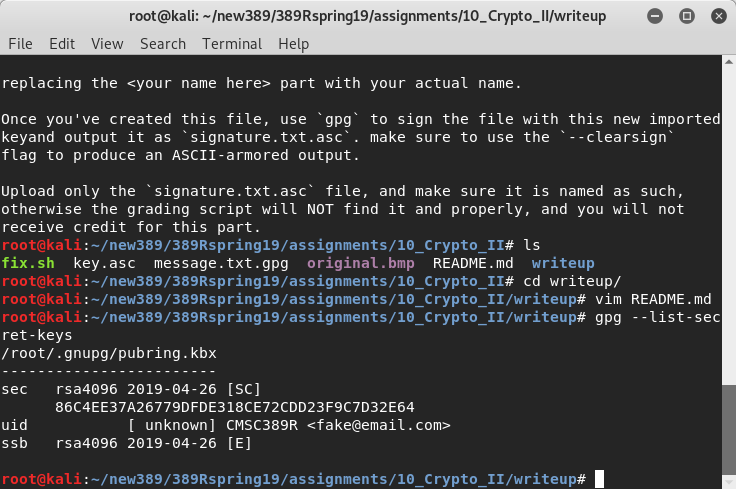 root@kali: ~/new389/389Rspring19/assignments/10_Crypto_II/writeup
File Edit View Search Terminal Help
replacing the <your name here> part with your actual name.
Once you've created this file, use `gpg` to sign the file with this new imported
keyand output it as `signature.txt.asc`. make sure to use the `--clearsign`
flag to produce an ASCII-armored output.
Upload only the `signature.txt.asc` file, and make sure it is named as such,
otherwise the grading script will NOT find it and properly, and you will not
receive credit for this part.
root@kali:~/new389/389Rspring19/assignments/10_Crypto_II# ls
fix.sh key.asc message.txt.gpg original.bmp README.md writeup
root@kali:~/new389/389Rspring19/assignments/10_Crypto_II# cd writeup/
root@kali:~/new389/389Rspring19/assignments/10_Crypto_II/writeup# vim README.md
root@kali:~/new389/389Rspring19/assignments/10_Crypto_II/writeup# gpg --list-sec
ret-keys
/root/.gnupg/pubring.kbx
------------------------
sec rsa4096 2019-04-26 [SC]
86C4EE37A26779DFDE318CE72CDD23F9C7D32E64
uid [ unknown] CMSC389R <fake@email.com>
ssb rsa4096 2019-04-26 [E]
root@kali:~/new389/389Rspring19/assignments/10_Crypto_II/writeup#